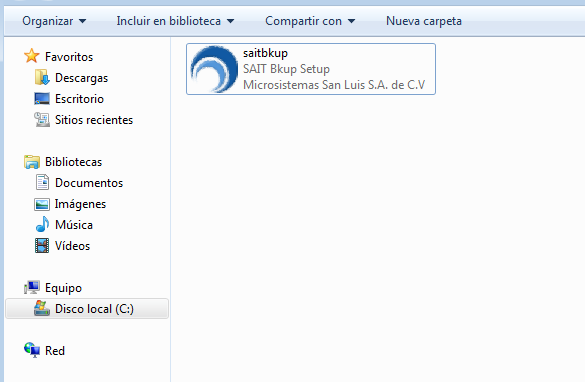 Organizar Incluir en biblioteca Compartir con Nueva carpeta
Favoritos
Descargas
Escritorio
Sitios recientes
Bibliotecas
Documentos
Imágenes
Música
Vídeos
Equipo
Disco local (C:)
Red
saitbkup
SAIT Bkup Setup
Microsistemas San Luis S.A. de C.V